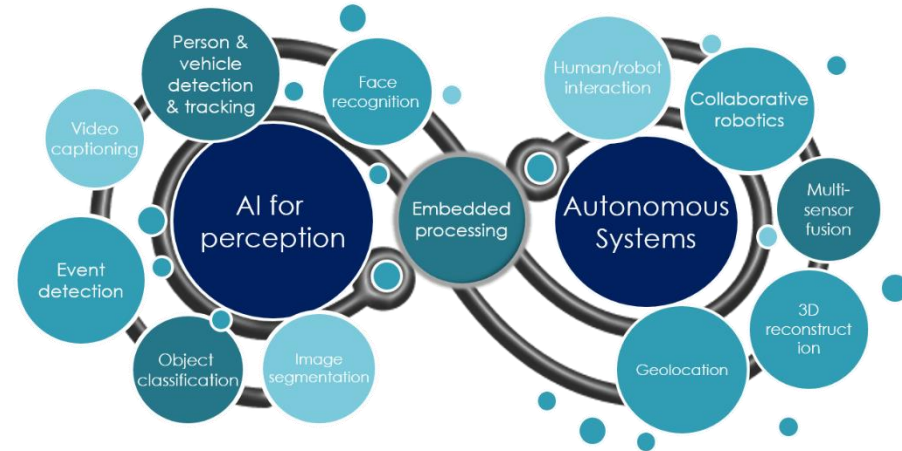 Person &
vehicle
detection
& tracking
Face
recognition
Video
captioning
AI for
perception
Event
detection
Object
classification
Image
segmentation
Embedded
processing
Human/robot
interaction
Collaborative
robotics
Autonomous
Systems
Multi-
sensor
fusion
3D
reconstruct
ion
Geolocation